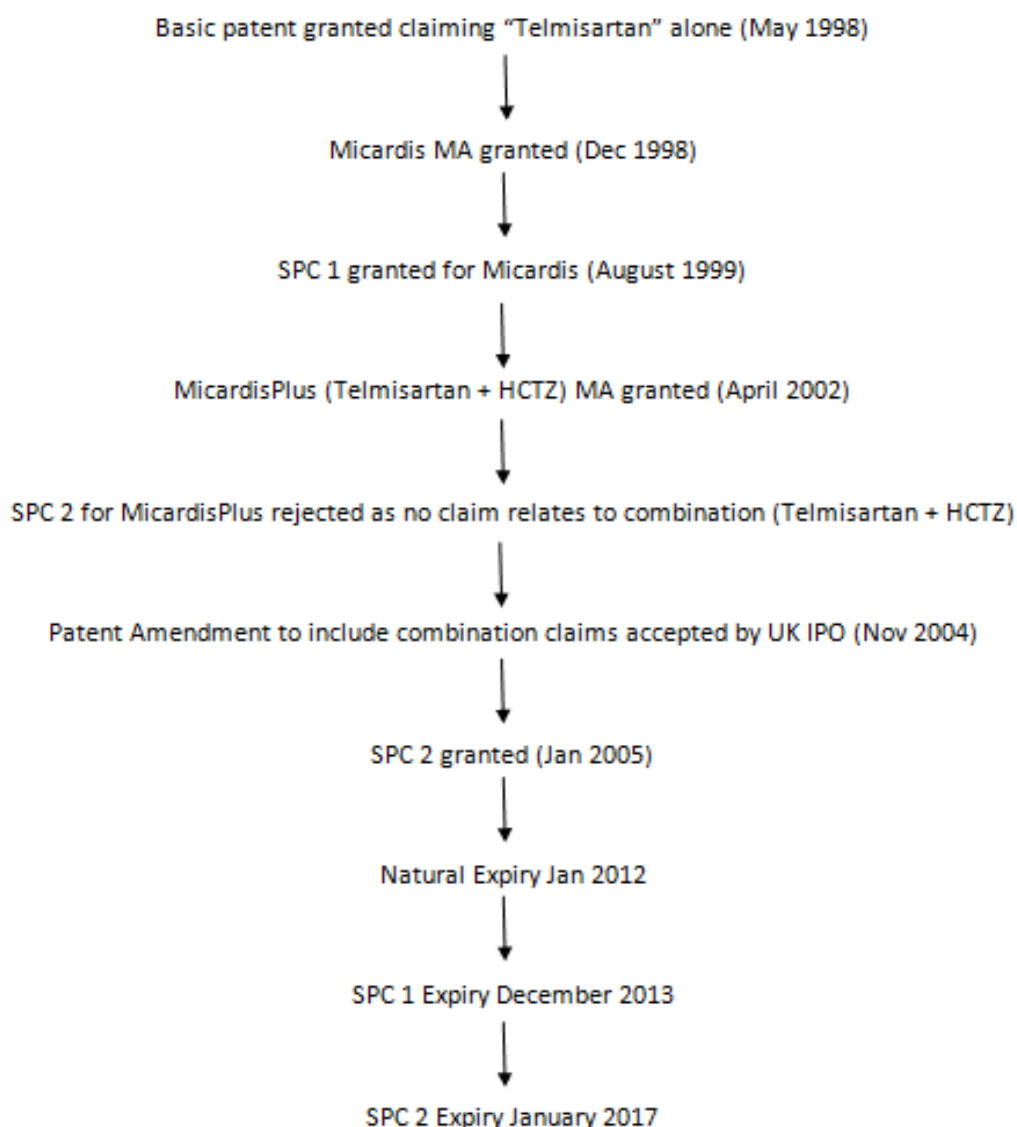 Basic patent granted claiming “Telmisartan” alone (May 1998)
Micardis MA granted (Dec 1998)
SPC 1 granted for Micardis (August 1999)
MicardisPlus (Telmisartan + HCTZ) MA granted (April 2002)
SPC 2 for MicardisPlus rejected as no claim relates to combination (Telmisartan + HCTZ)
Patent Amendment to include combination claims accepted by UK IPO (Nov 2004)
SPC 2 granted (Jan 2005)
Natural Expiry Jan 2012
SPC 1 Expiry December 2013
SPC 2 Expiry January 2017